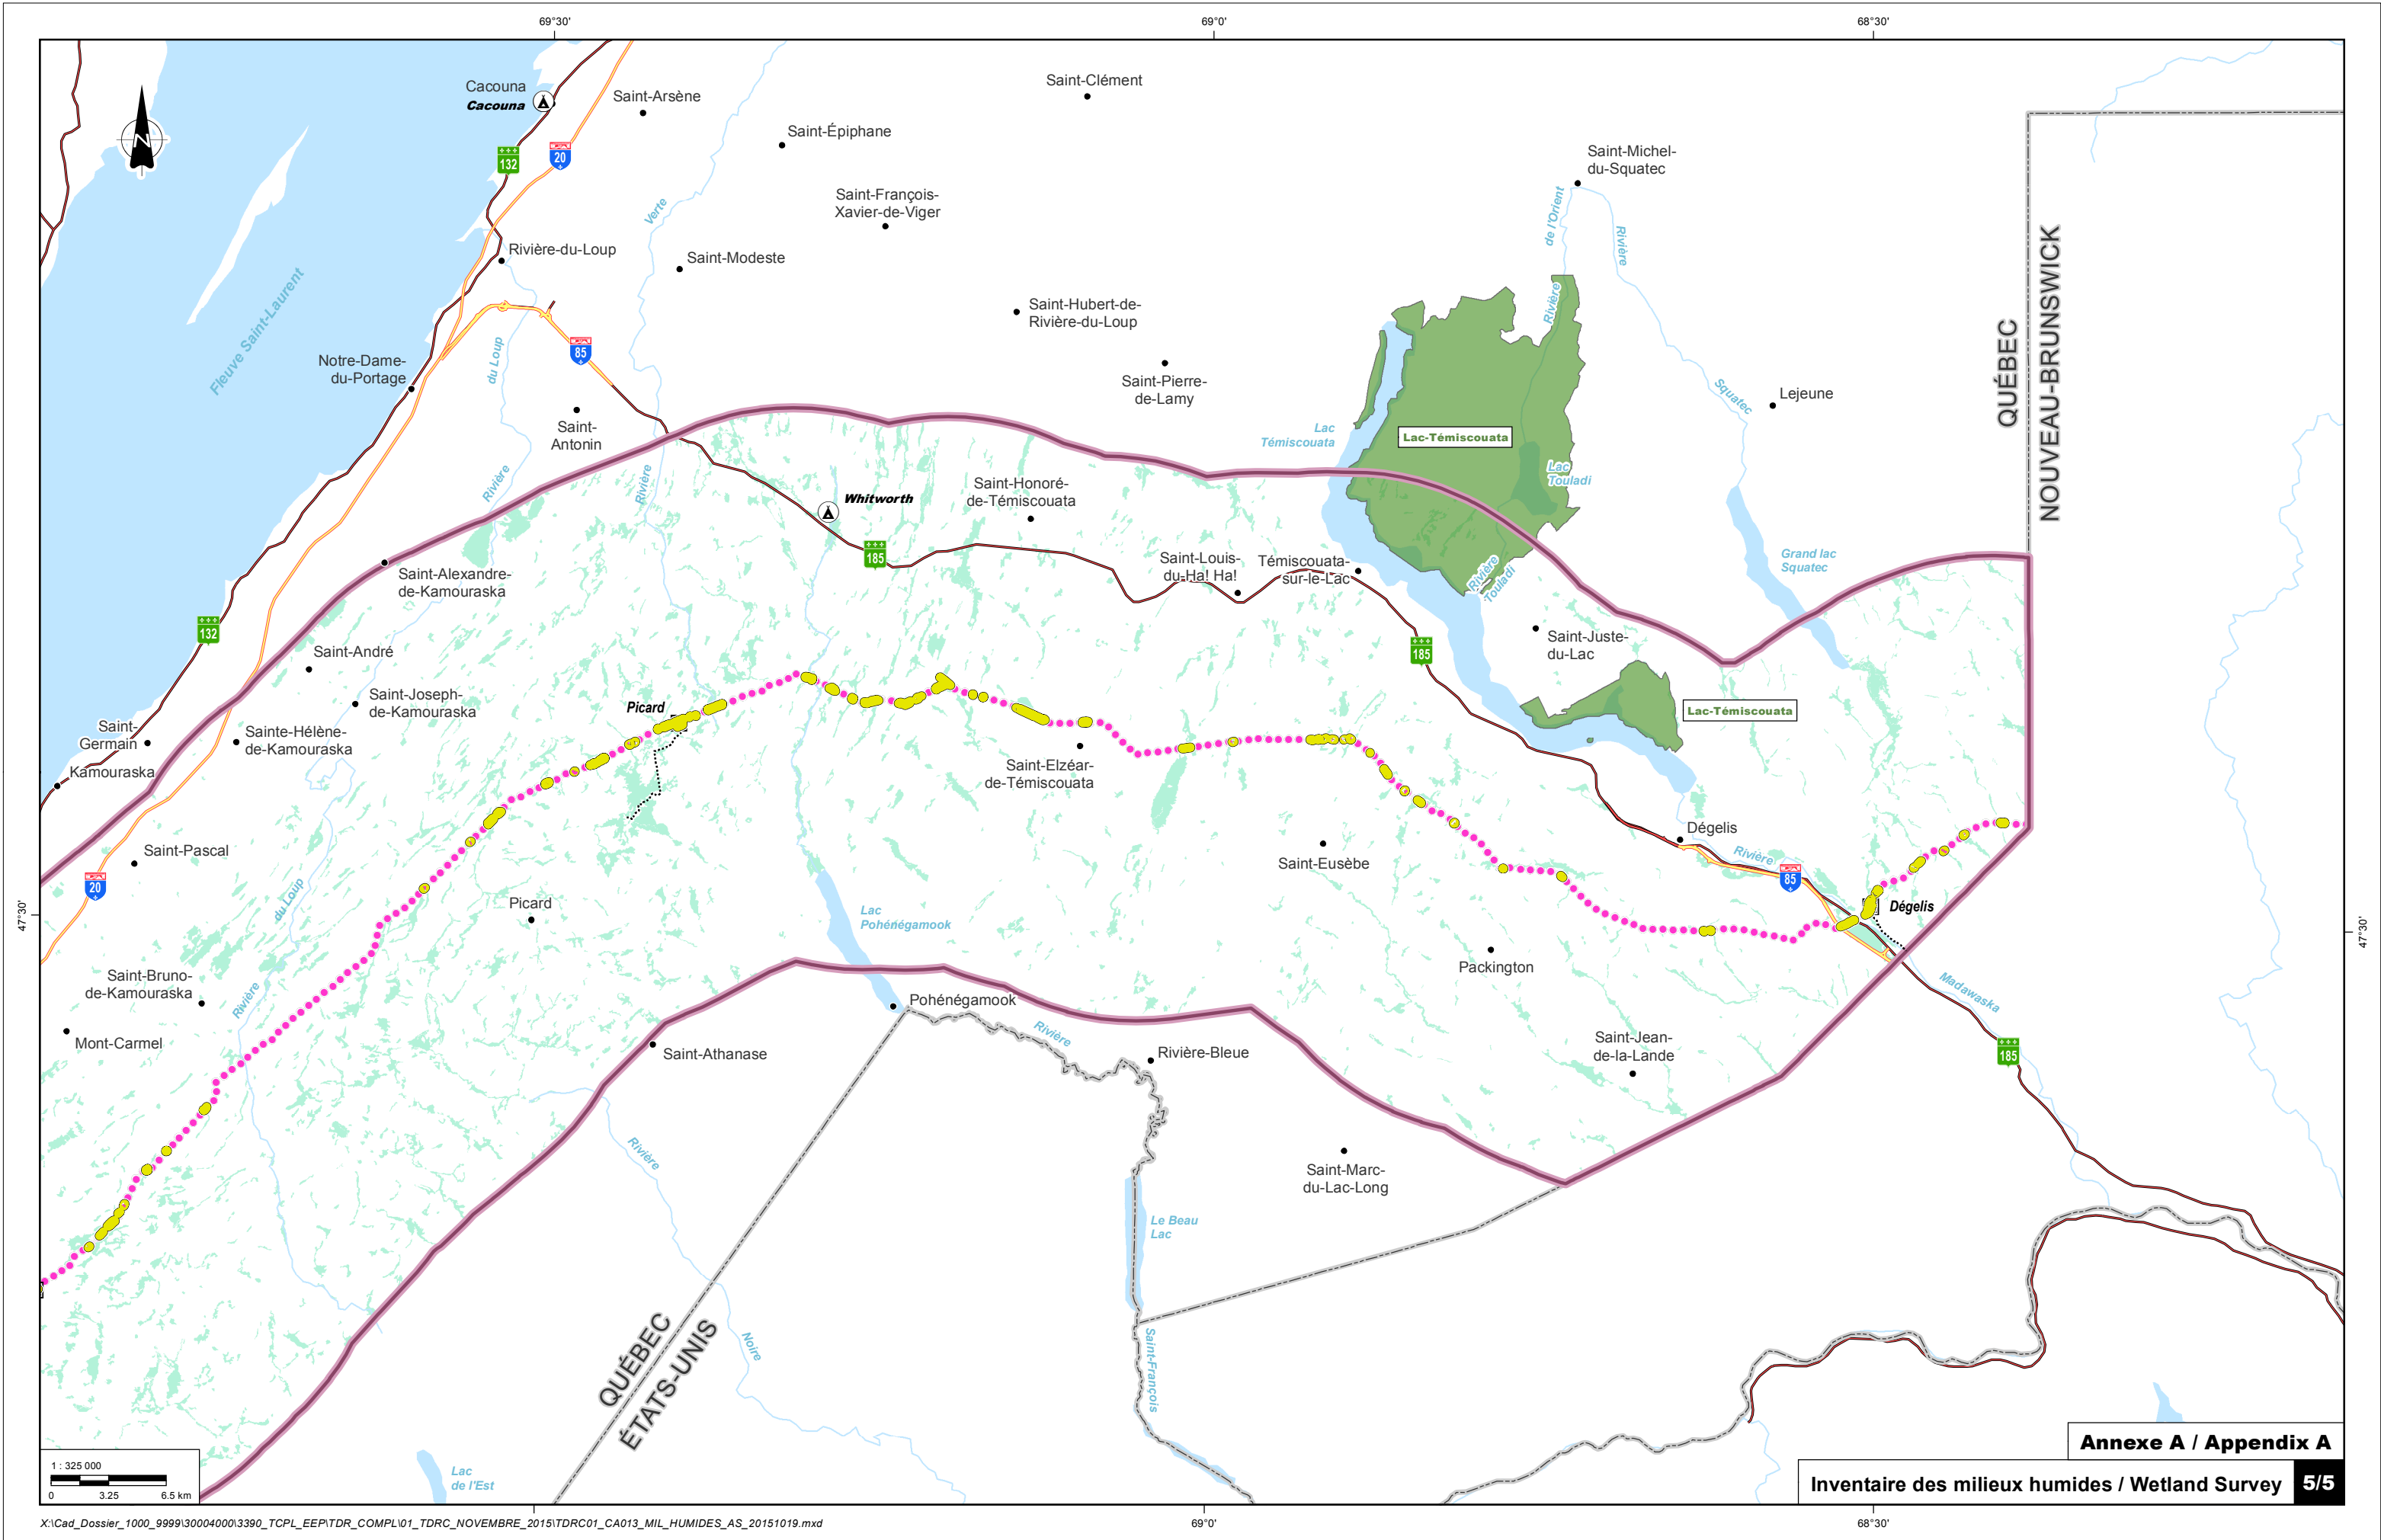 69°30'
69°0'
68°30'
Cacouna
Cacouna
Saint-Arsène
Saint-Clément
N
132
20
Saint-Épiphane
Saint-Michel-
du-Squatec
Saint-François-
Xavier-de-Viger
Verte
de l'Orient
Rivière
Rivière-du-Loup
Saint-Modeste
Fleuve Saint-Laurent
Saint-Hubert-de-
Rivière-du-Loup
Rivière
QUÉBEC
NOUVEAU-BRUNSWICK
85
du Loup
Notre-Dame-
du-Portage
Saint-Pierre-
de-Lamy
Squatec
Lejeune
Saint-
Antonin
Lac
Témiscouata
Lac-Témiscouata
Lac
Touladi
Rivière
Rivière
Whitworth
Saint-Honoré-
de-Témiscouata
185
Saint-Louis-
du-Ha! Ha!
Témiscouata-
sur-le-Lac
Rivière
Touladi
Grand lac
Squatec
Saint-Alexandre-
de-Kamouraska
132
Saint-André
Saint-Juste-
du-Lac
185
Saint-Joseph-
de-Kamouraska
Picard
Lac-Témiscouata
Saint-
Germain
Sainte-Hélène-
de-Kamouraska
Kamouraska
Saint-Elzéar-
de-Témiscouata
Saint-Pascal
20
Dégelis
Rivière
85
Saint-Eusèbe
du Loup
Picard
Lac
Pohénégamook
Dégelis
47°30'
47°30'
Saint-Bruno-
de-Kamouraska
Rivière
Packington
Madawaska
Pohénégamook
Mont-Carmel
Saint-Athanase
Rivière
Rivière-Bleue
Saint-Jean-
de-la-Lande
185
Rivière
Saint-Marc-
du-Lac-Long
Le Beau
Lac
QUÉBEC
ÉTATS-UNIS
Noire
Saint-François
Lac
de l'Est
1 : 325 000
0 3.25 6.5 km
Annexe A / Appendix A
Inventaire des milieux humides / Wetland Survey 5/5
X:\Cad_Dossier_1000_9999\30004000\3390_TCPL_EEP\TDR_COMPL\01_TDRC_NOVEMBRE_2015\TDRC01_CA013_MIL_HUMIDES_AS_20151019.mxd
69°0'
68°30'